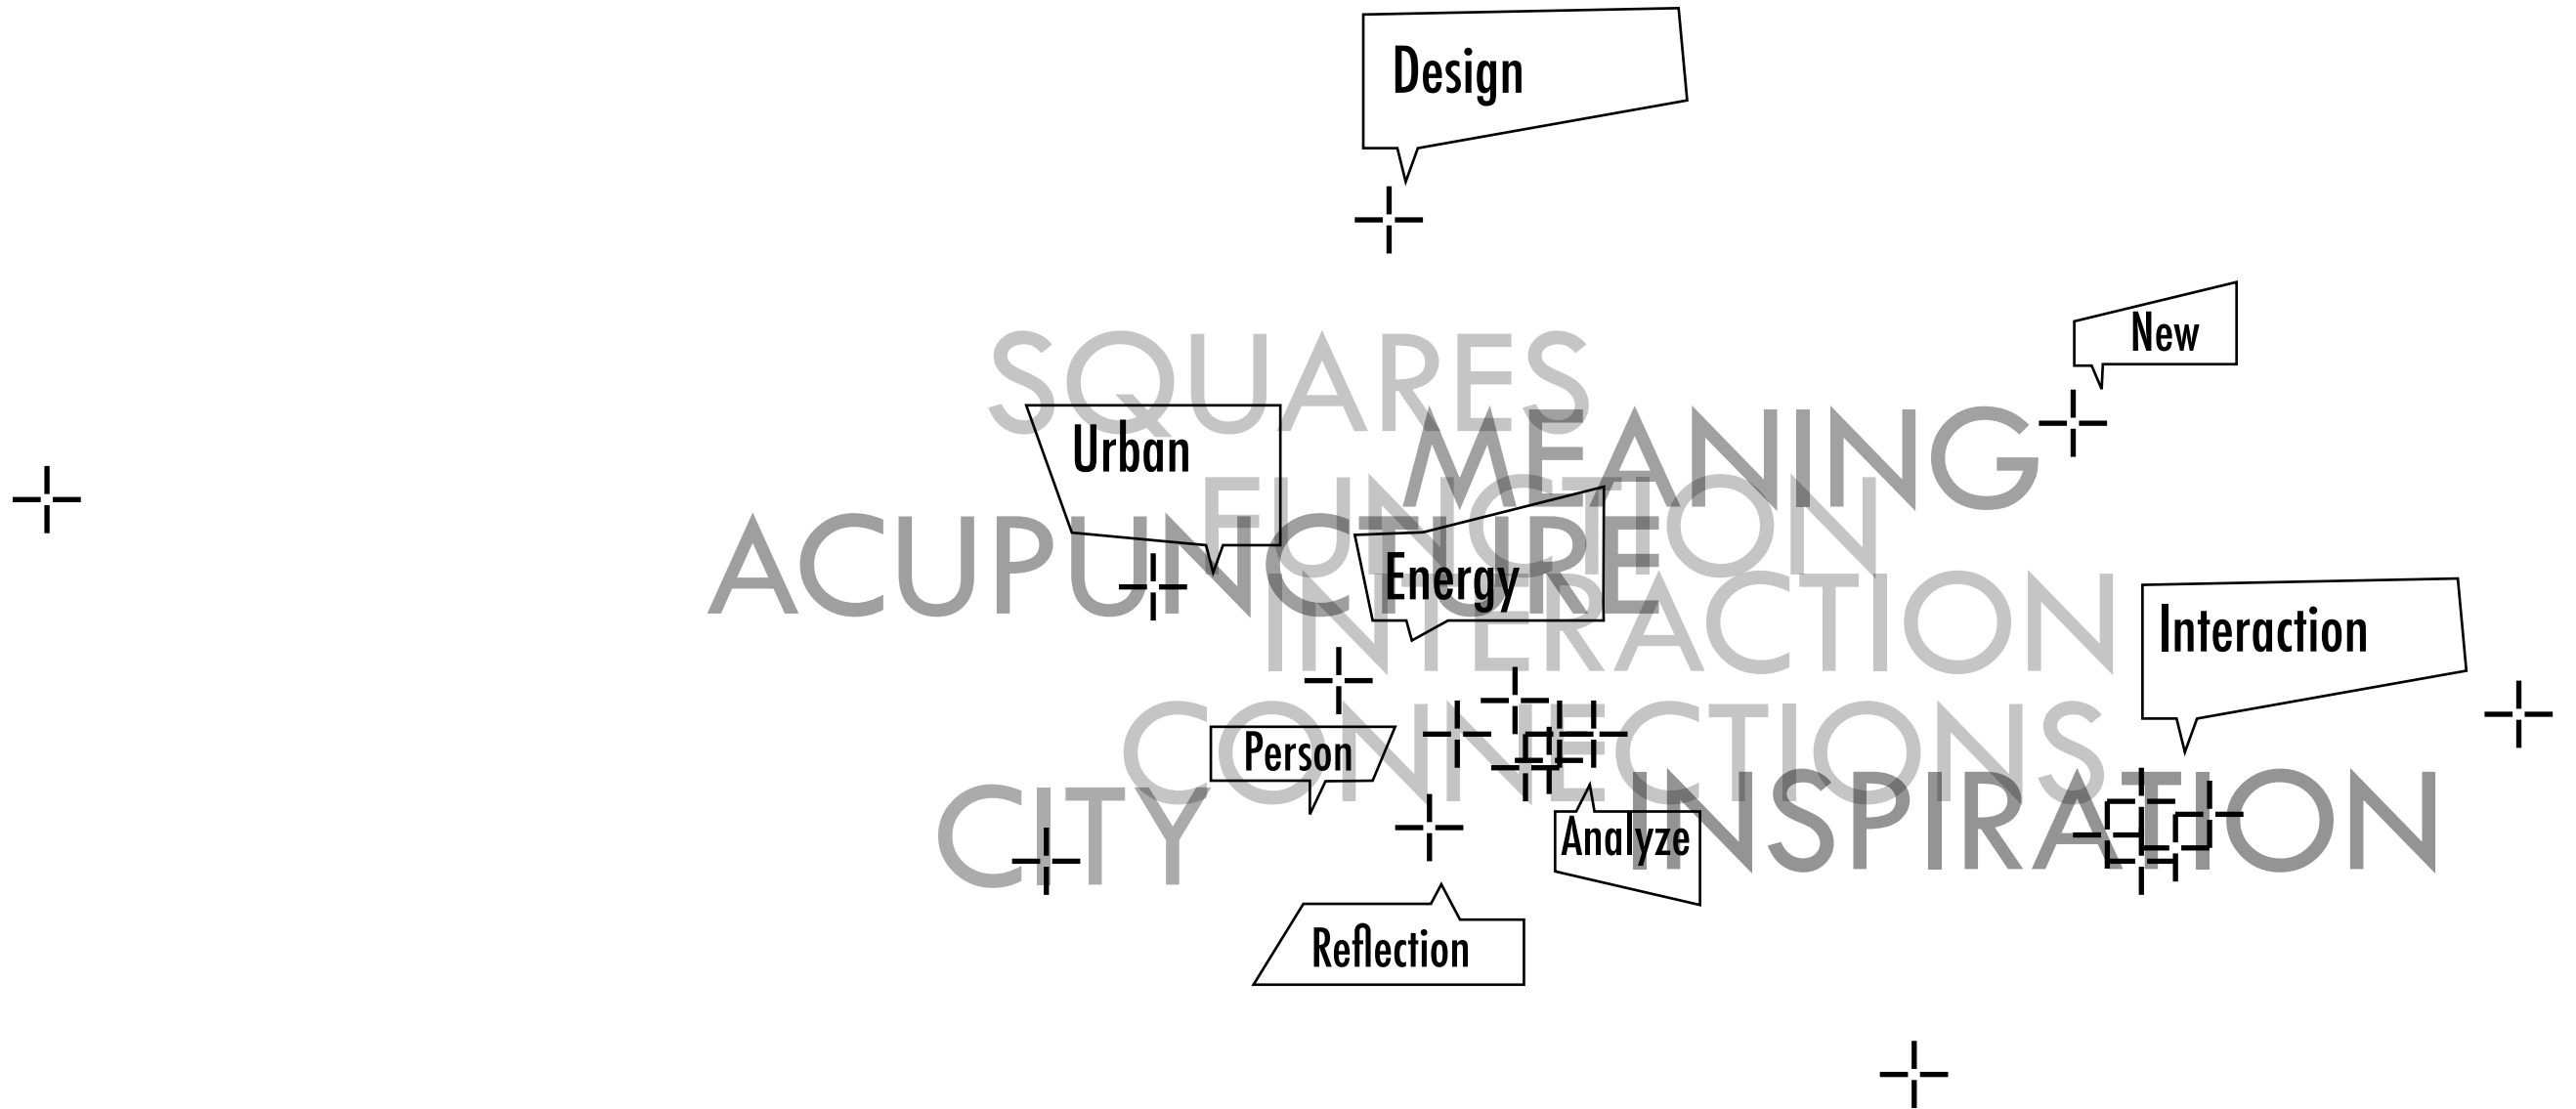 Design
New
SQUARES
MEANING
Urban
FUNCTION
ACUPUNCTURE
Energy
INTERACTION
Interaction
CONNECTIONS
Person
INSPIRATION
CITY
Analyze
Reflection